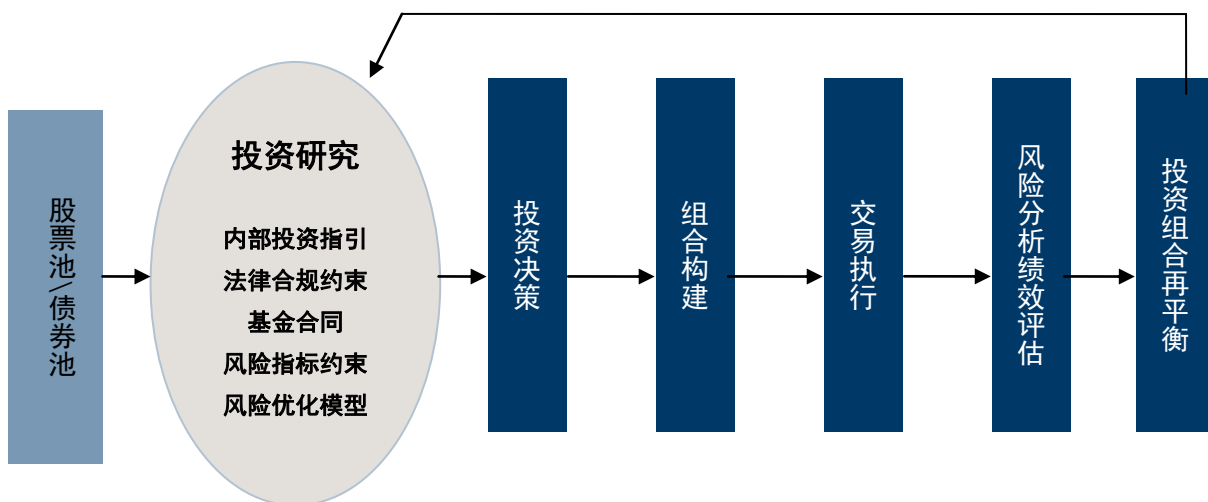 股票池/债券池
投资研究
内部投资指引
法律合规约束
基金合同
风险指标约束
风险优化模型
投资决策
组合构建
交易执行
风险分析绩效评估
投资组合再平衡